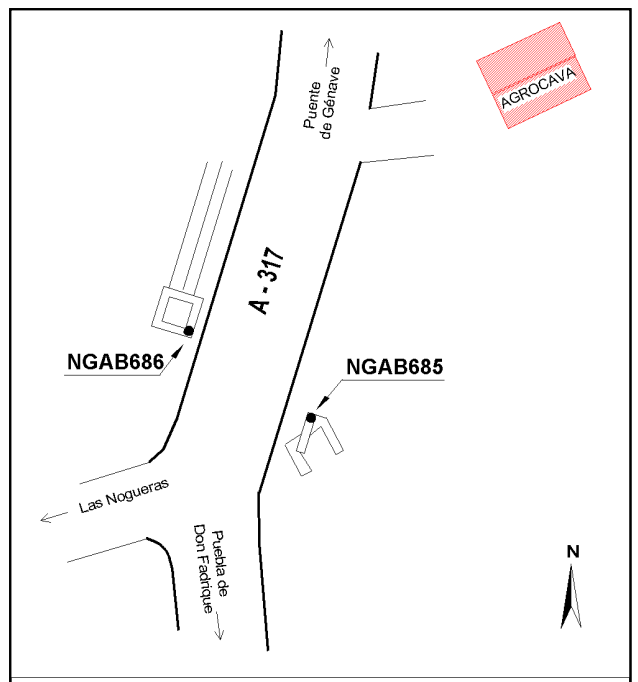 Puente
de Génave
AGROCAVA
A - 317
NGAB686
NGAB685
Las Nogueras
Puebla de
Don Fadrique
N